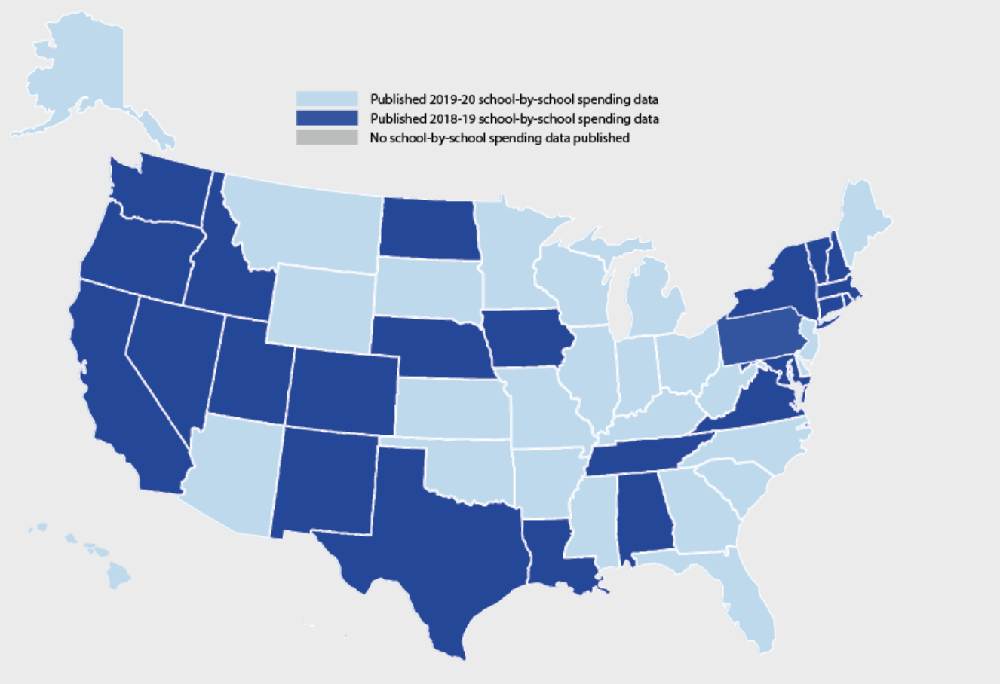 Published 2019-20 school-by-school spending data
Published 2018-19 school-by-school spending data
No school-by-school spending data published